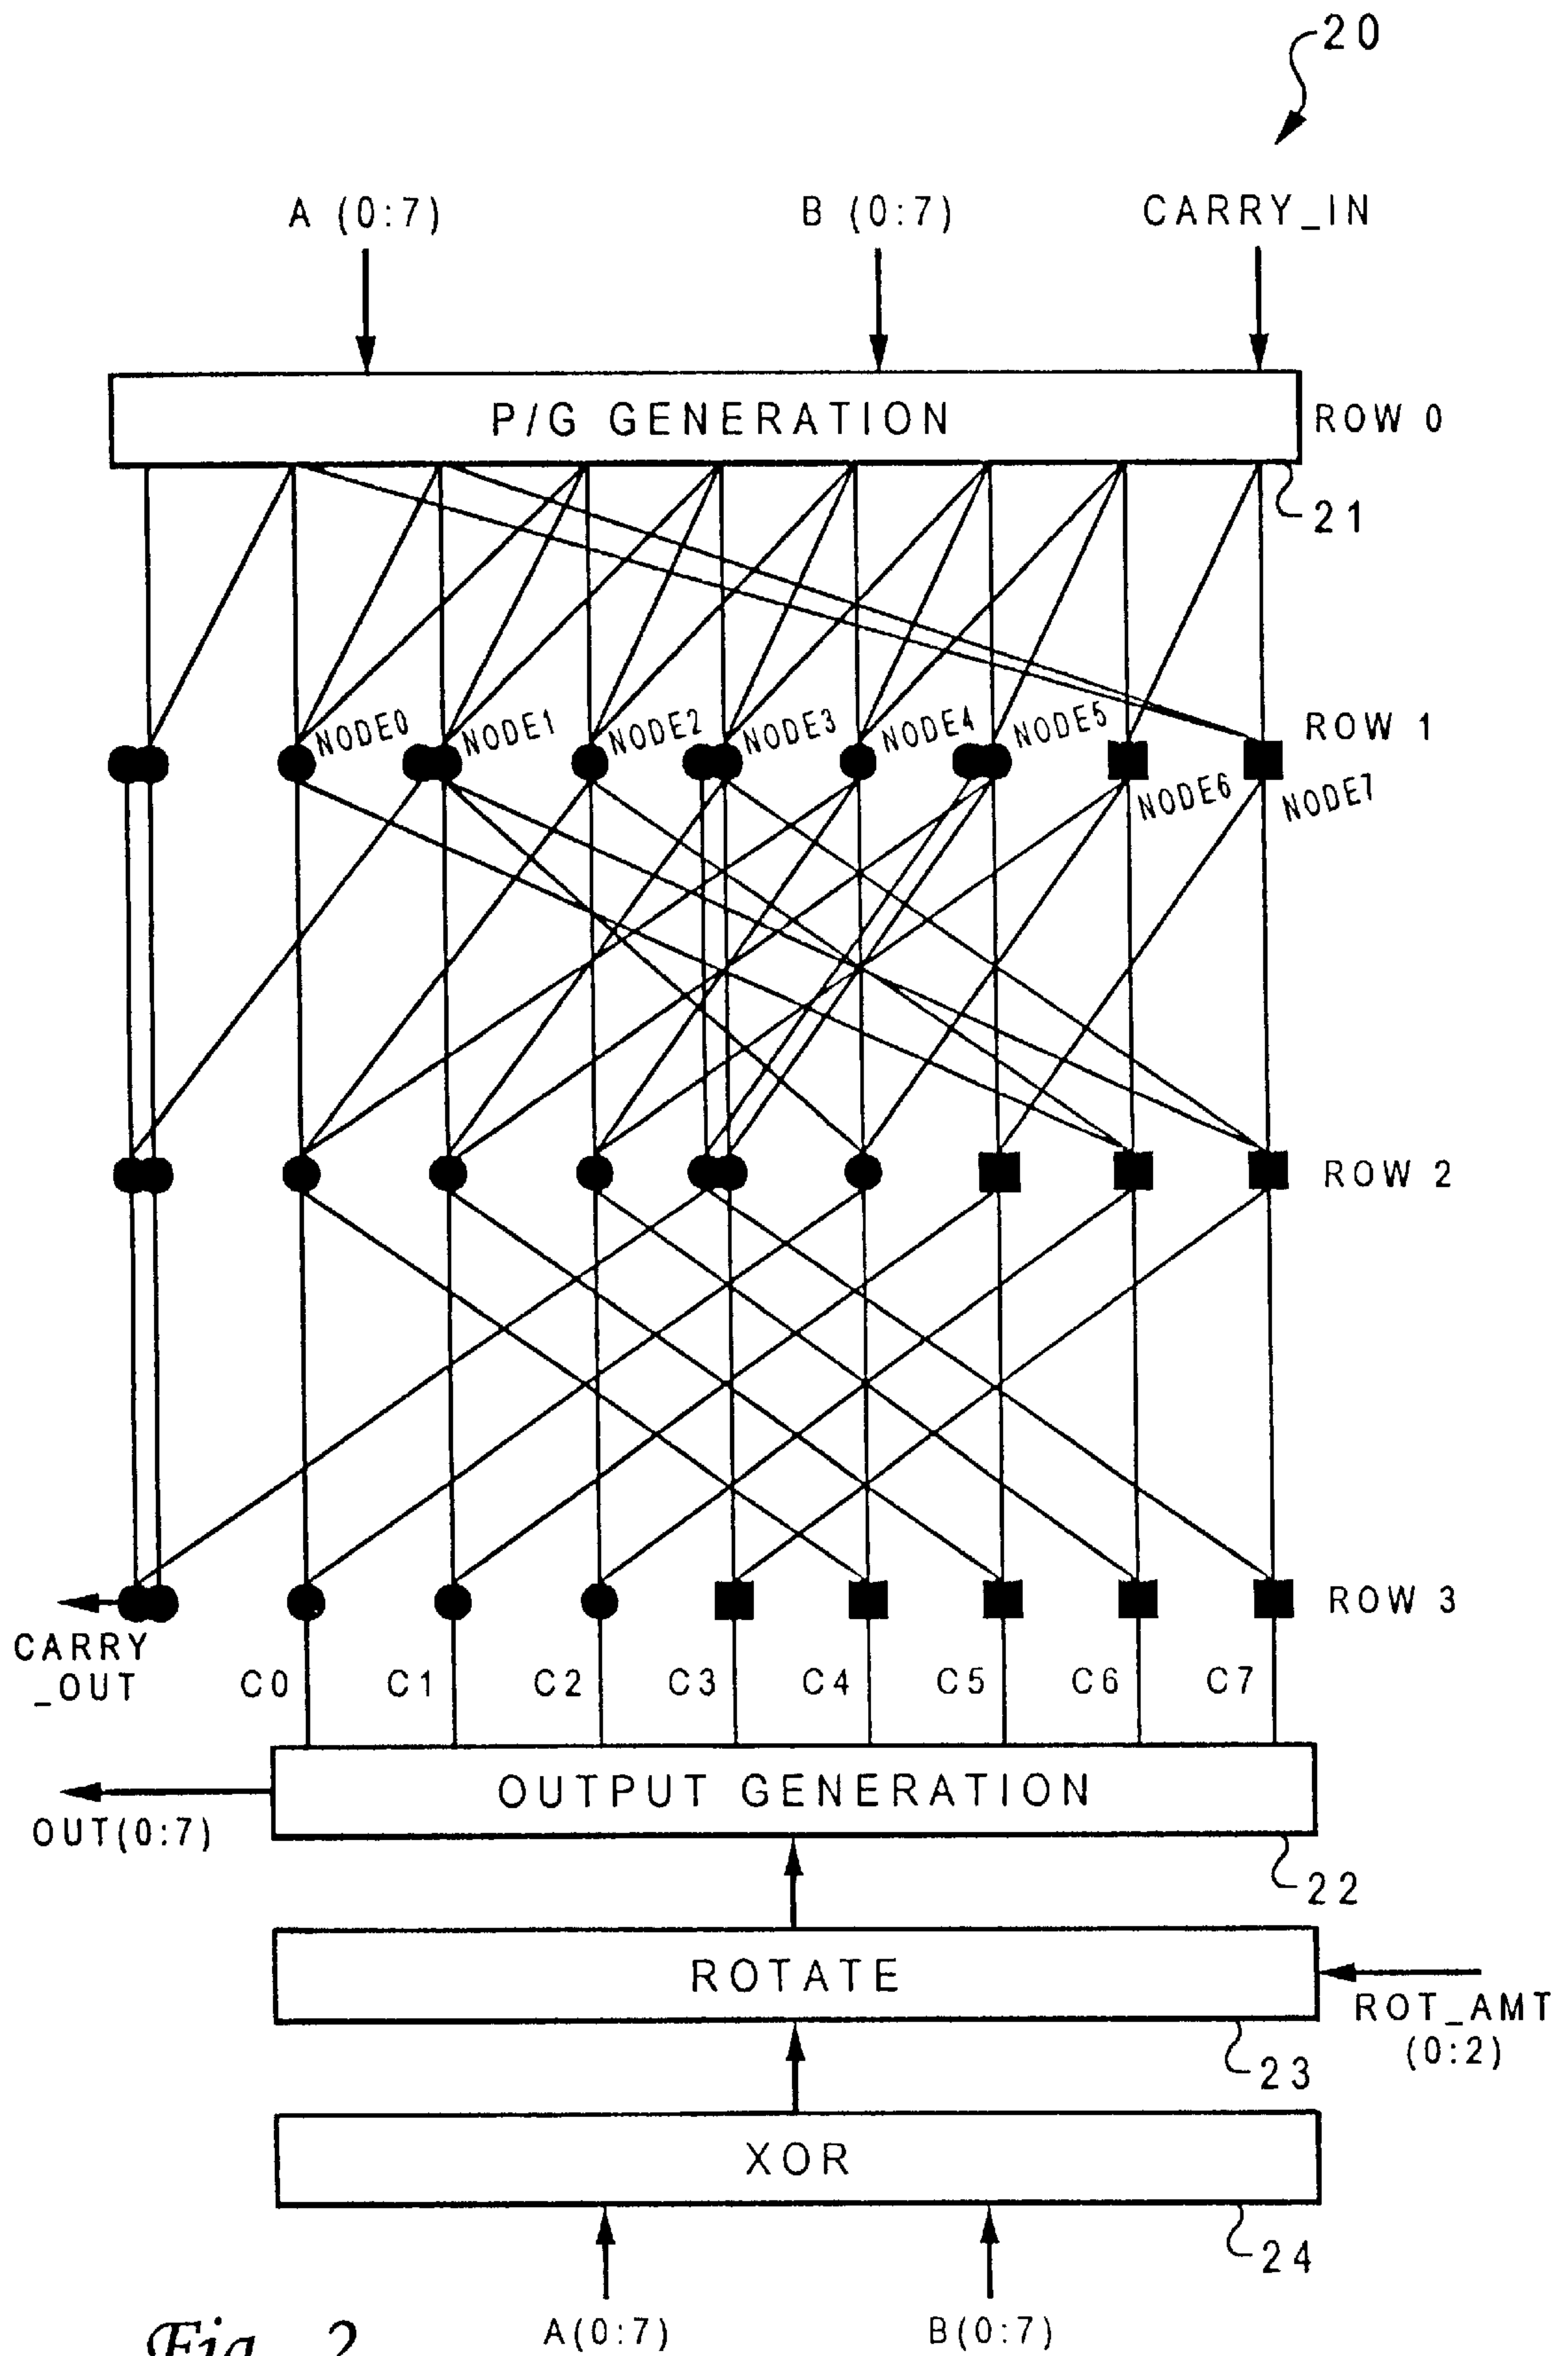 20
A (0:7) B (0:7) CARRY_IN
P/G GENERATION ROW 0
21
NODE0 NODE1 NODE2 NODE3 NODE4 NODE5 ROW 1
NODE6 NODE7
ROW 2
ROW 3
CARRY
_OUT
C0 C1 C2 C3 C4 C5 C6 C7
OUTPUT GENERATION
OUT(0:7)
22
ROTATE
ROT_AMT
(0:2)
23
XOR
24
A(0:7) B(0:7)
Fig. 2